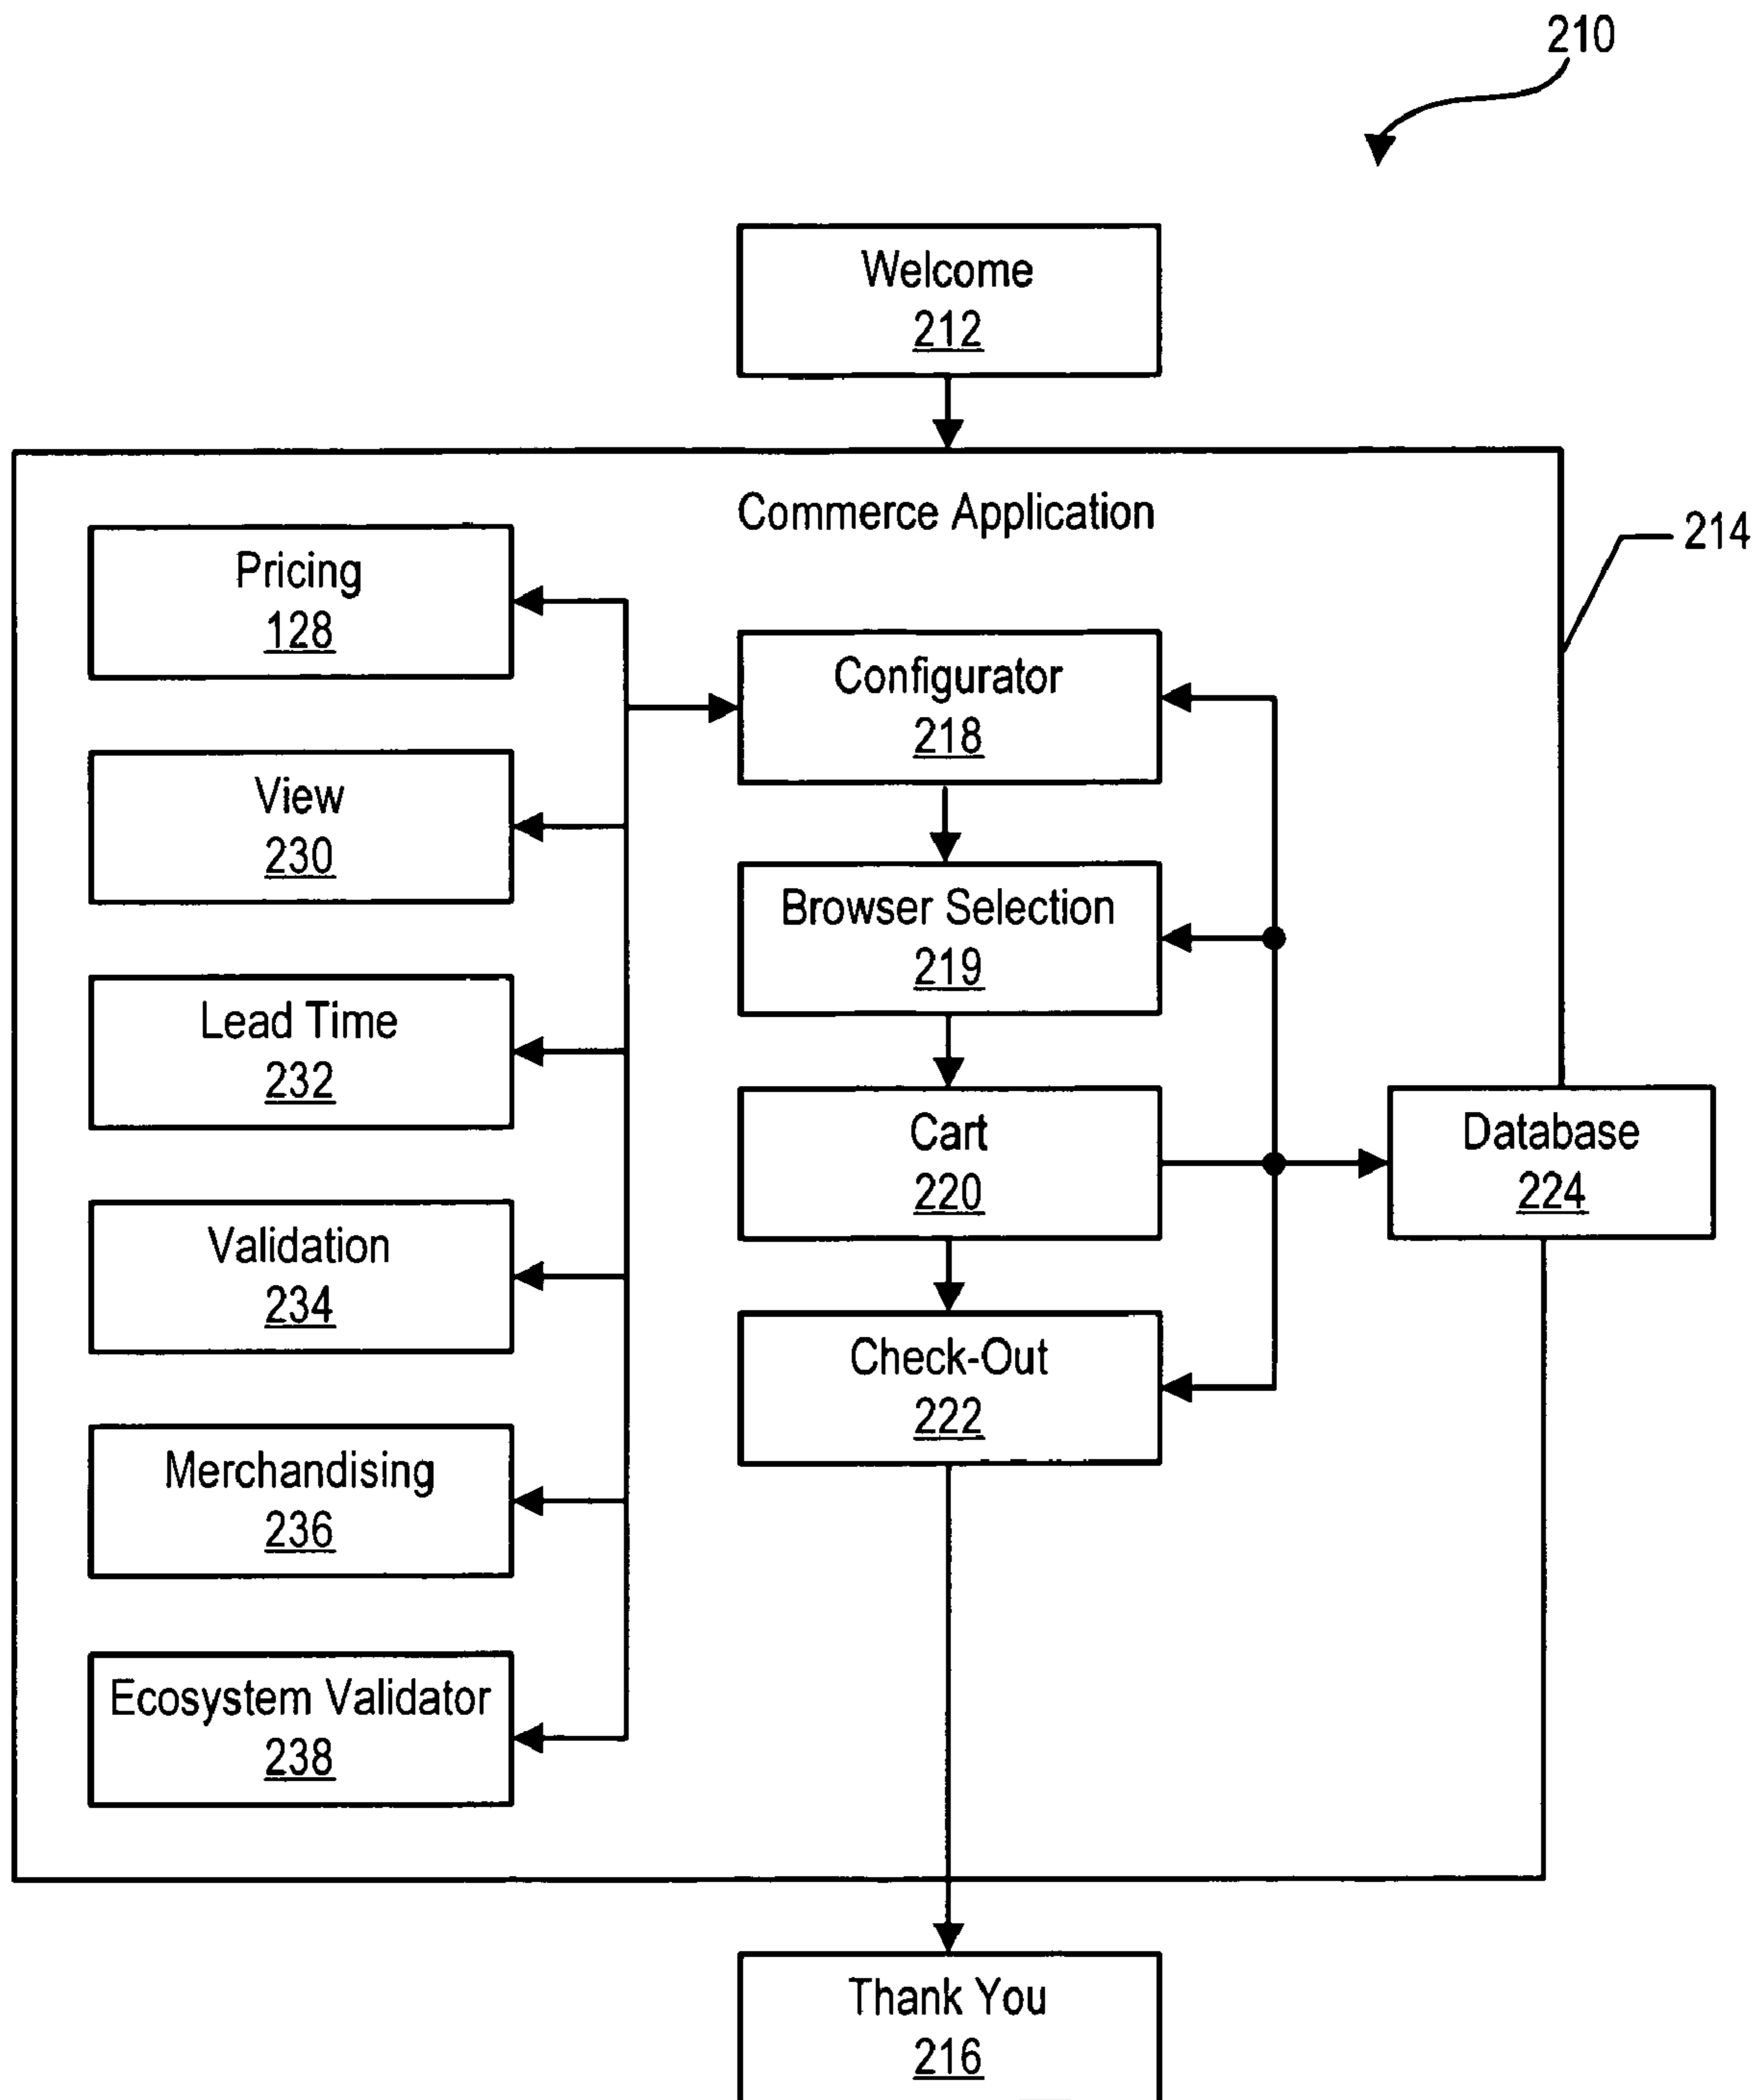 210
Welcome
212
Commerce Application
214
Pricing
128
Configurator
218
View
230
Browser Selection
219
Lead Time
232
Cart
220
Database
224
Validation
234
Check-Out
222
Merchandising
236
Ecosystem Validator
238
Thank You
216